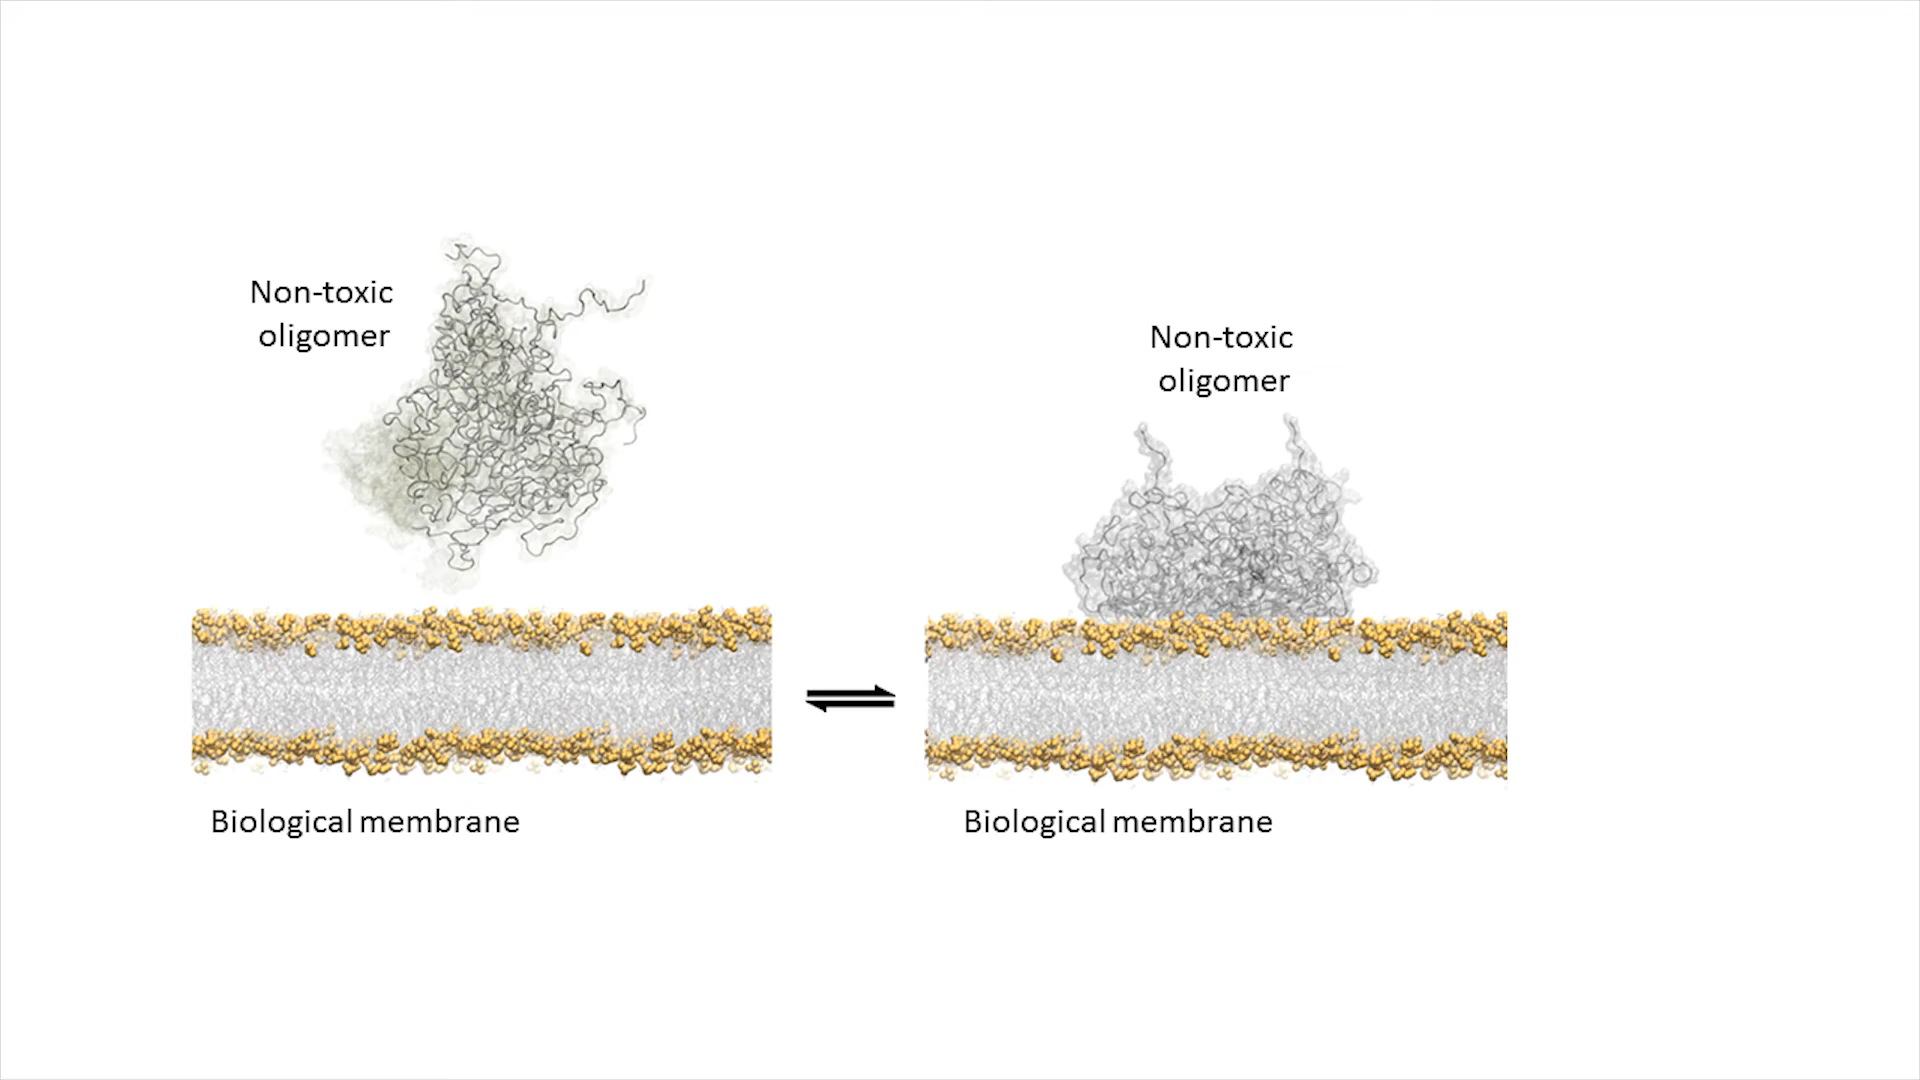 Non-toxic
oligomer
Biological membrane
Non-toxic
oligomer
Biological membrane